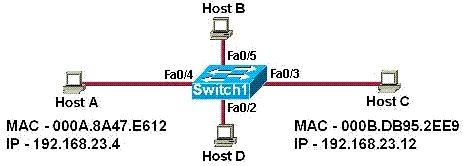 Host B
Fa0/5
Fa0/4
Fa0/3
Switch1
Host A
Fa0/2
Host C
MAC - 000A.8A47.E612
IP - 192.168.23.4
Host D
MAC - 000B.DB95.2EE9
IP - 192.168.23.12